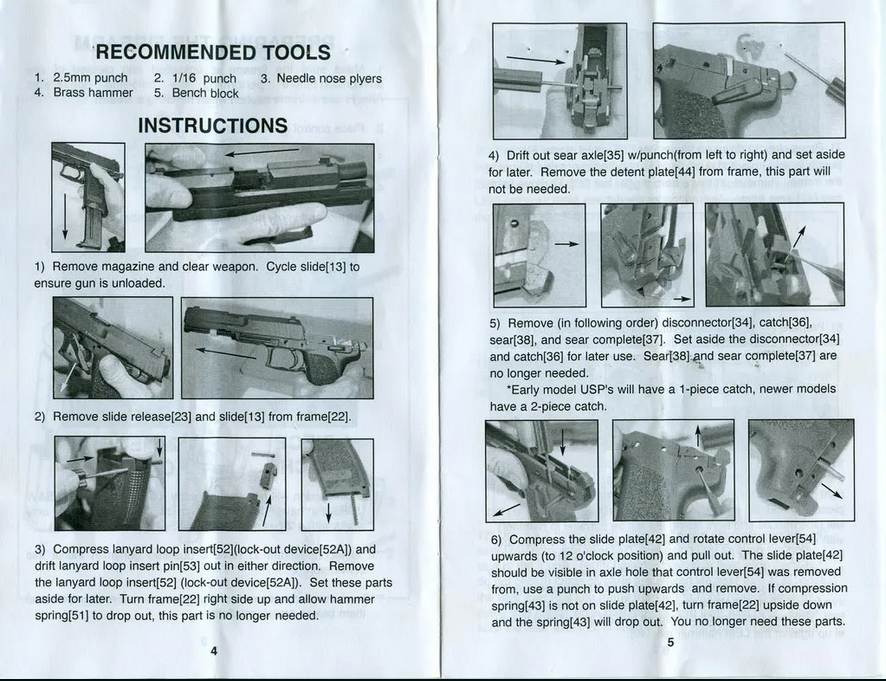 RECOMMENDED TOOLS
1. 2.5mm punch 2. 1/16 punch 3. Needle nose plyers
4. Brass hammer 5. Bench block
INSTRUCTIONS
1) Remove magazine and clear weapon. Cycle slide[13] to
ensure gun is unloaded.
2) Remove slide release[23] and slide[13] from frame[22].
3) Compress lanyard loop insert[52](lock-out device[52A]) and
drift lanyard loop insert pin[53] out in either direction. Remove
the lanyard loop insert[52] (lock-out device[52A]). Set these parts
aside for later. Turn frame[22] right side up and allow hammer
spring[51] to drop out, this part is no longer needed.
4
4) Drift out sear axle[35] w/punch(from left to right) and set aside
for later. Remove the detent plate[44] from frame, this part will
not be needed.
5) Remove (in following order) disconnector[34], catch[36],
sear[38], and sear complete[37]. Set aside the disconnector[34]
and catch[36] for later use. Sear[38] and sear complete[37] are
no longer needed.
*Early model USP's will have a 1-piece catch, newer models
have a 2-piece catch.
6) Compress the slide plate[42] and rotate control lever[54]
upwards (to 12 o'clock position) and pull out. The slide plate[42]
should be visible in axle hole that control lever[54] was removed
from, use a punch to push upwards and remove. If compression
spring[43] is not on slide plate[42], turn frame[22] upside down
and the spring[43] will drop out. You no longer need these parts.
5